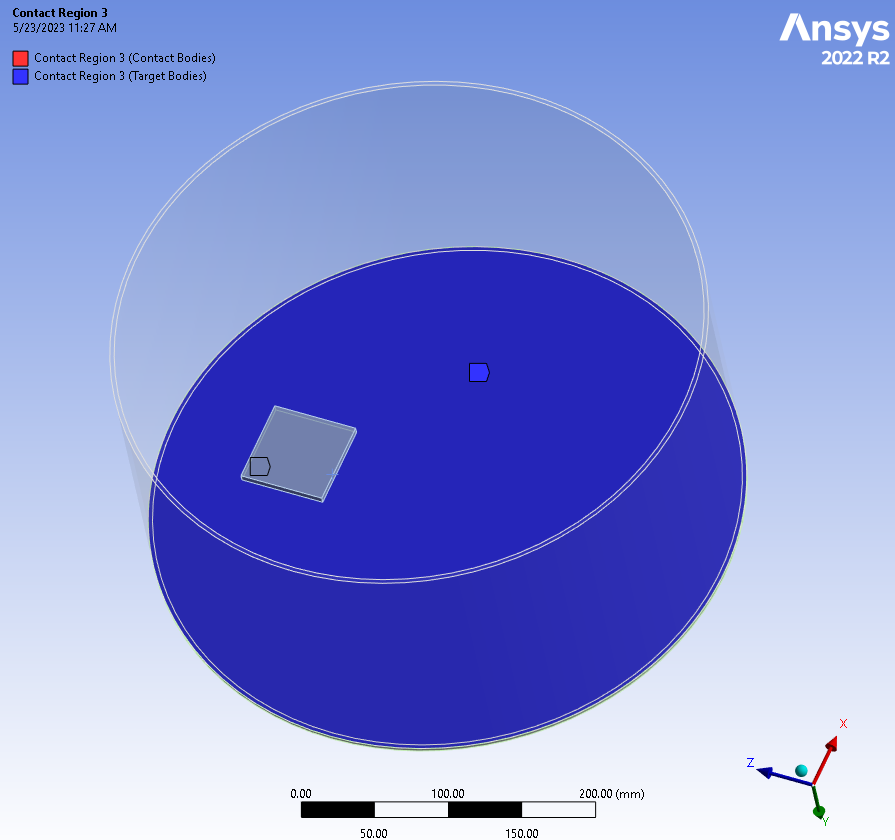 Contact Region 3
5/23/2023 11:27 AM
Contact Region 3 (Contact Bodies)
Contact Region 3 (Target Bodies)
Ansys
2022 R2
X
Z
Y
0.00 100.00 200.00 (mm)
50.00 150.00